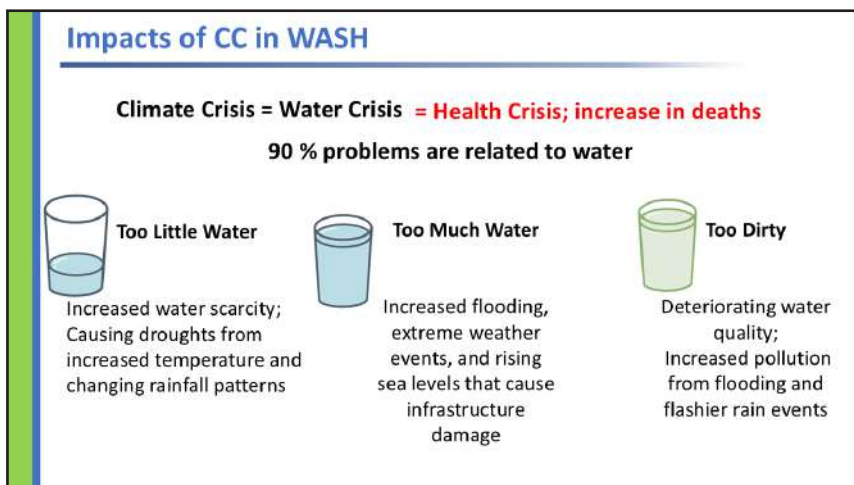 Impacts of CC in WASH
Climate Crisis = Water Crisis = Health Crisis; increase in deaths
90 % problems are related to water
Too Little Water
Increased water scarcity;
Causing droughts from
increased temperature and
changing rainfall patterns
Too Much Water
Increased flooding,
extreme weather
events, and rising
sea levels that cause
infrastructure
damage
Too Dirty
Deteriorating water
quality;
Increased pollution
from flooding and
flashier rain events